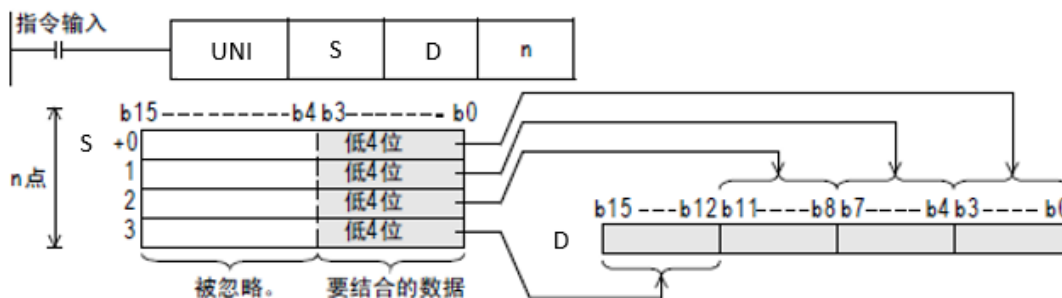 指令输入
UNI S D n
b15 b4 b3 b0
S +0 低4位
n点 1 低4位
2 低4位
3 低4位
b15 b12 b11 b8 b7 b4 b3
D
被忽略。 要结合的数据